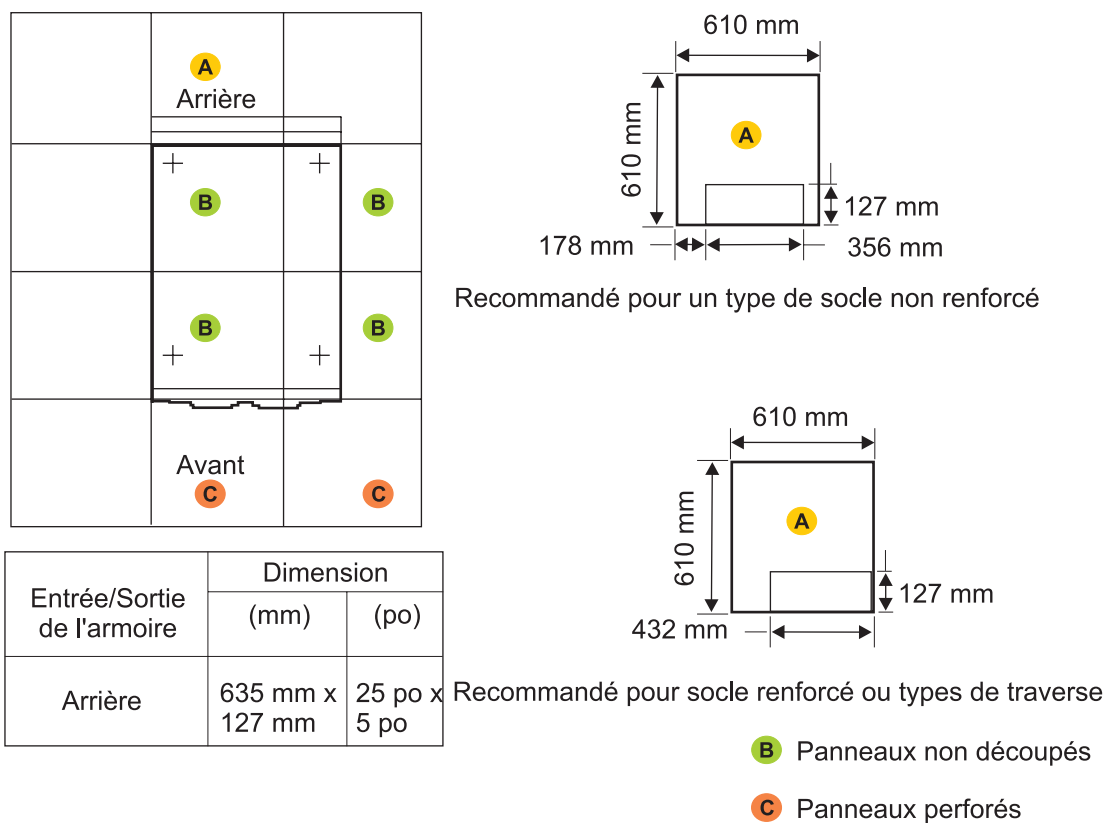 A
Arrière
B
B
B
B
Avant
C
C
610 mm
610 mm
A
127 mm
178 mm
356 mm
Recommandé pour un type de socle non renforcé
610 mm
610 mm
A
127 mm
432 mm
Recommandé pour socle renforcé ou types de traverse
Entrée/Sortie
de l'armoire
Dimension
(mm)
(po)
Arrière
635 mm x
127 mm
25 po x
5 po
B Panneaux non découpés
C Panneaux perforés